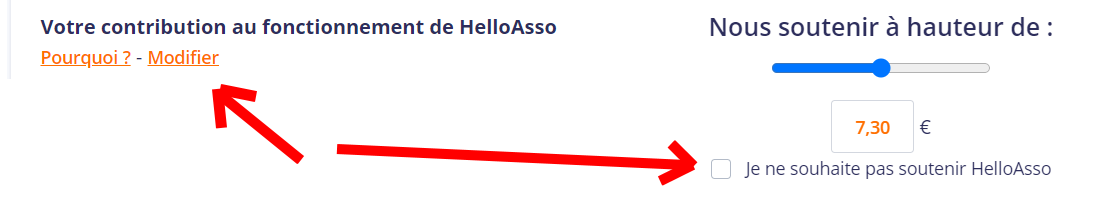 Votre contribution au fonctionnement de HelloAsso
Pourquoi ? - Modifier
Nous soutenir à hauteur de :
7,30 €
Je ne souhaite pas soutenir HelloAsso